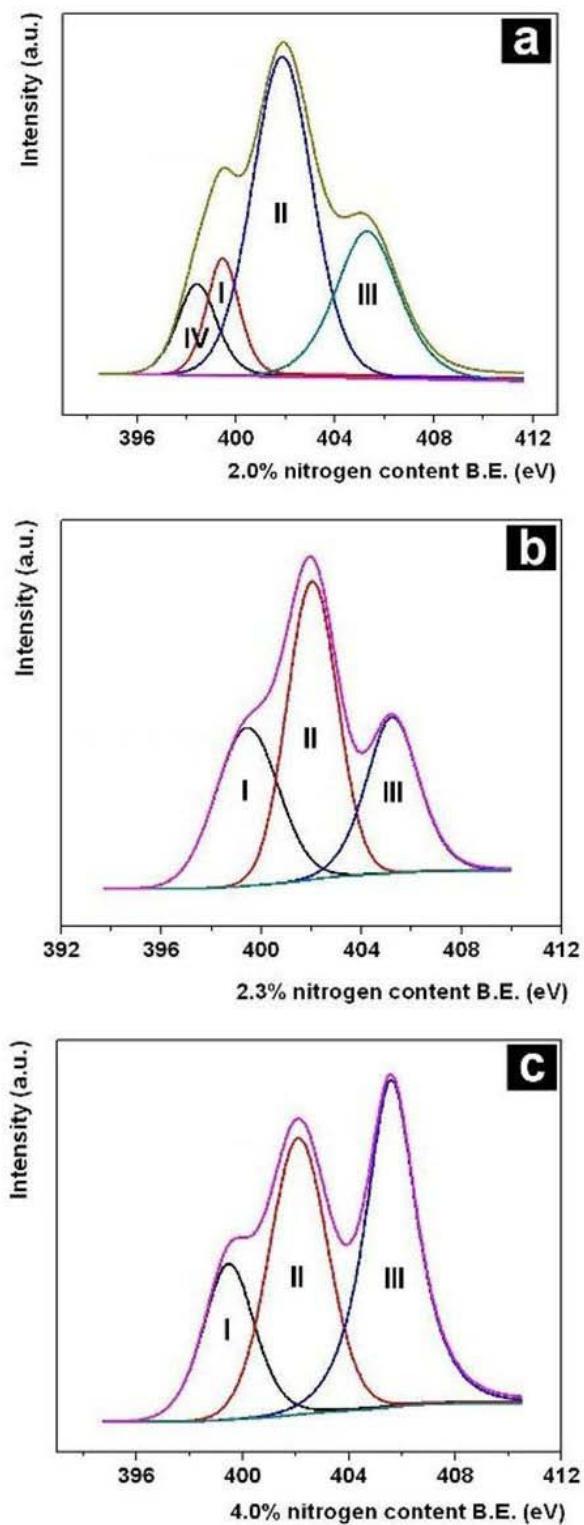 a
Intensity (a.u.)
II
I
III
IV
396 400 404 408 412
2.0% nitrogen content B.E. (eV)
b
Intensity (a.u.)
II
I
III
392 396 400 404 408 412
2.3% nitrogen content B.E. (eV)
c
Intensity (a.u.)
II
III
I
396 400 404 408 412
4.0% nitrogen content B.E. (eV)